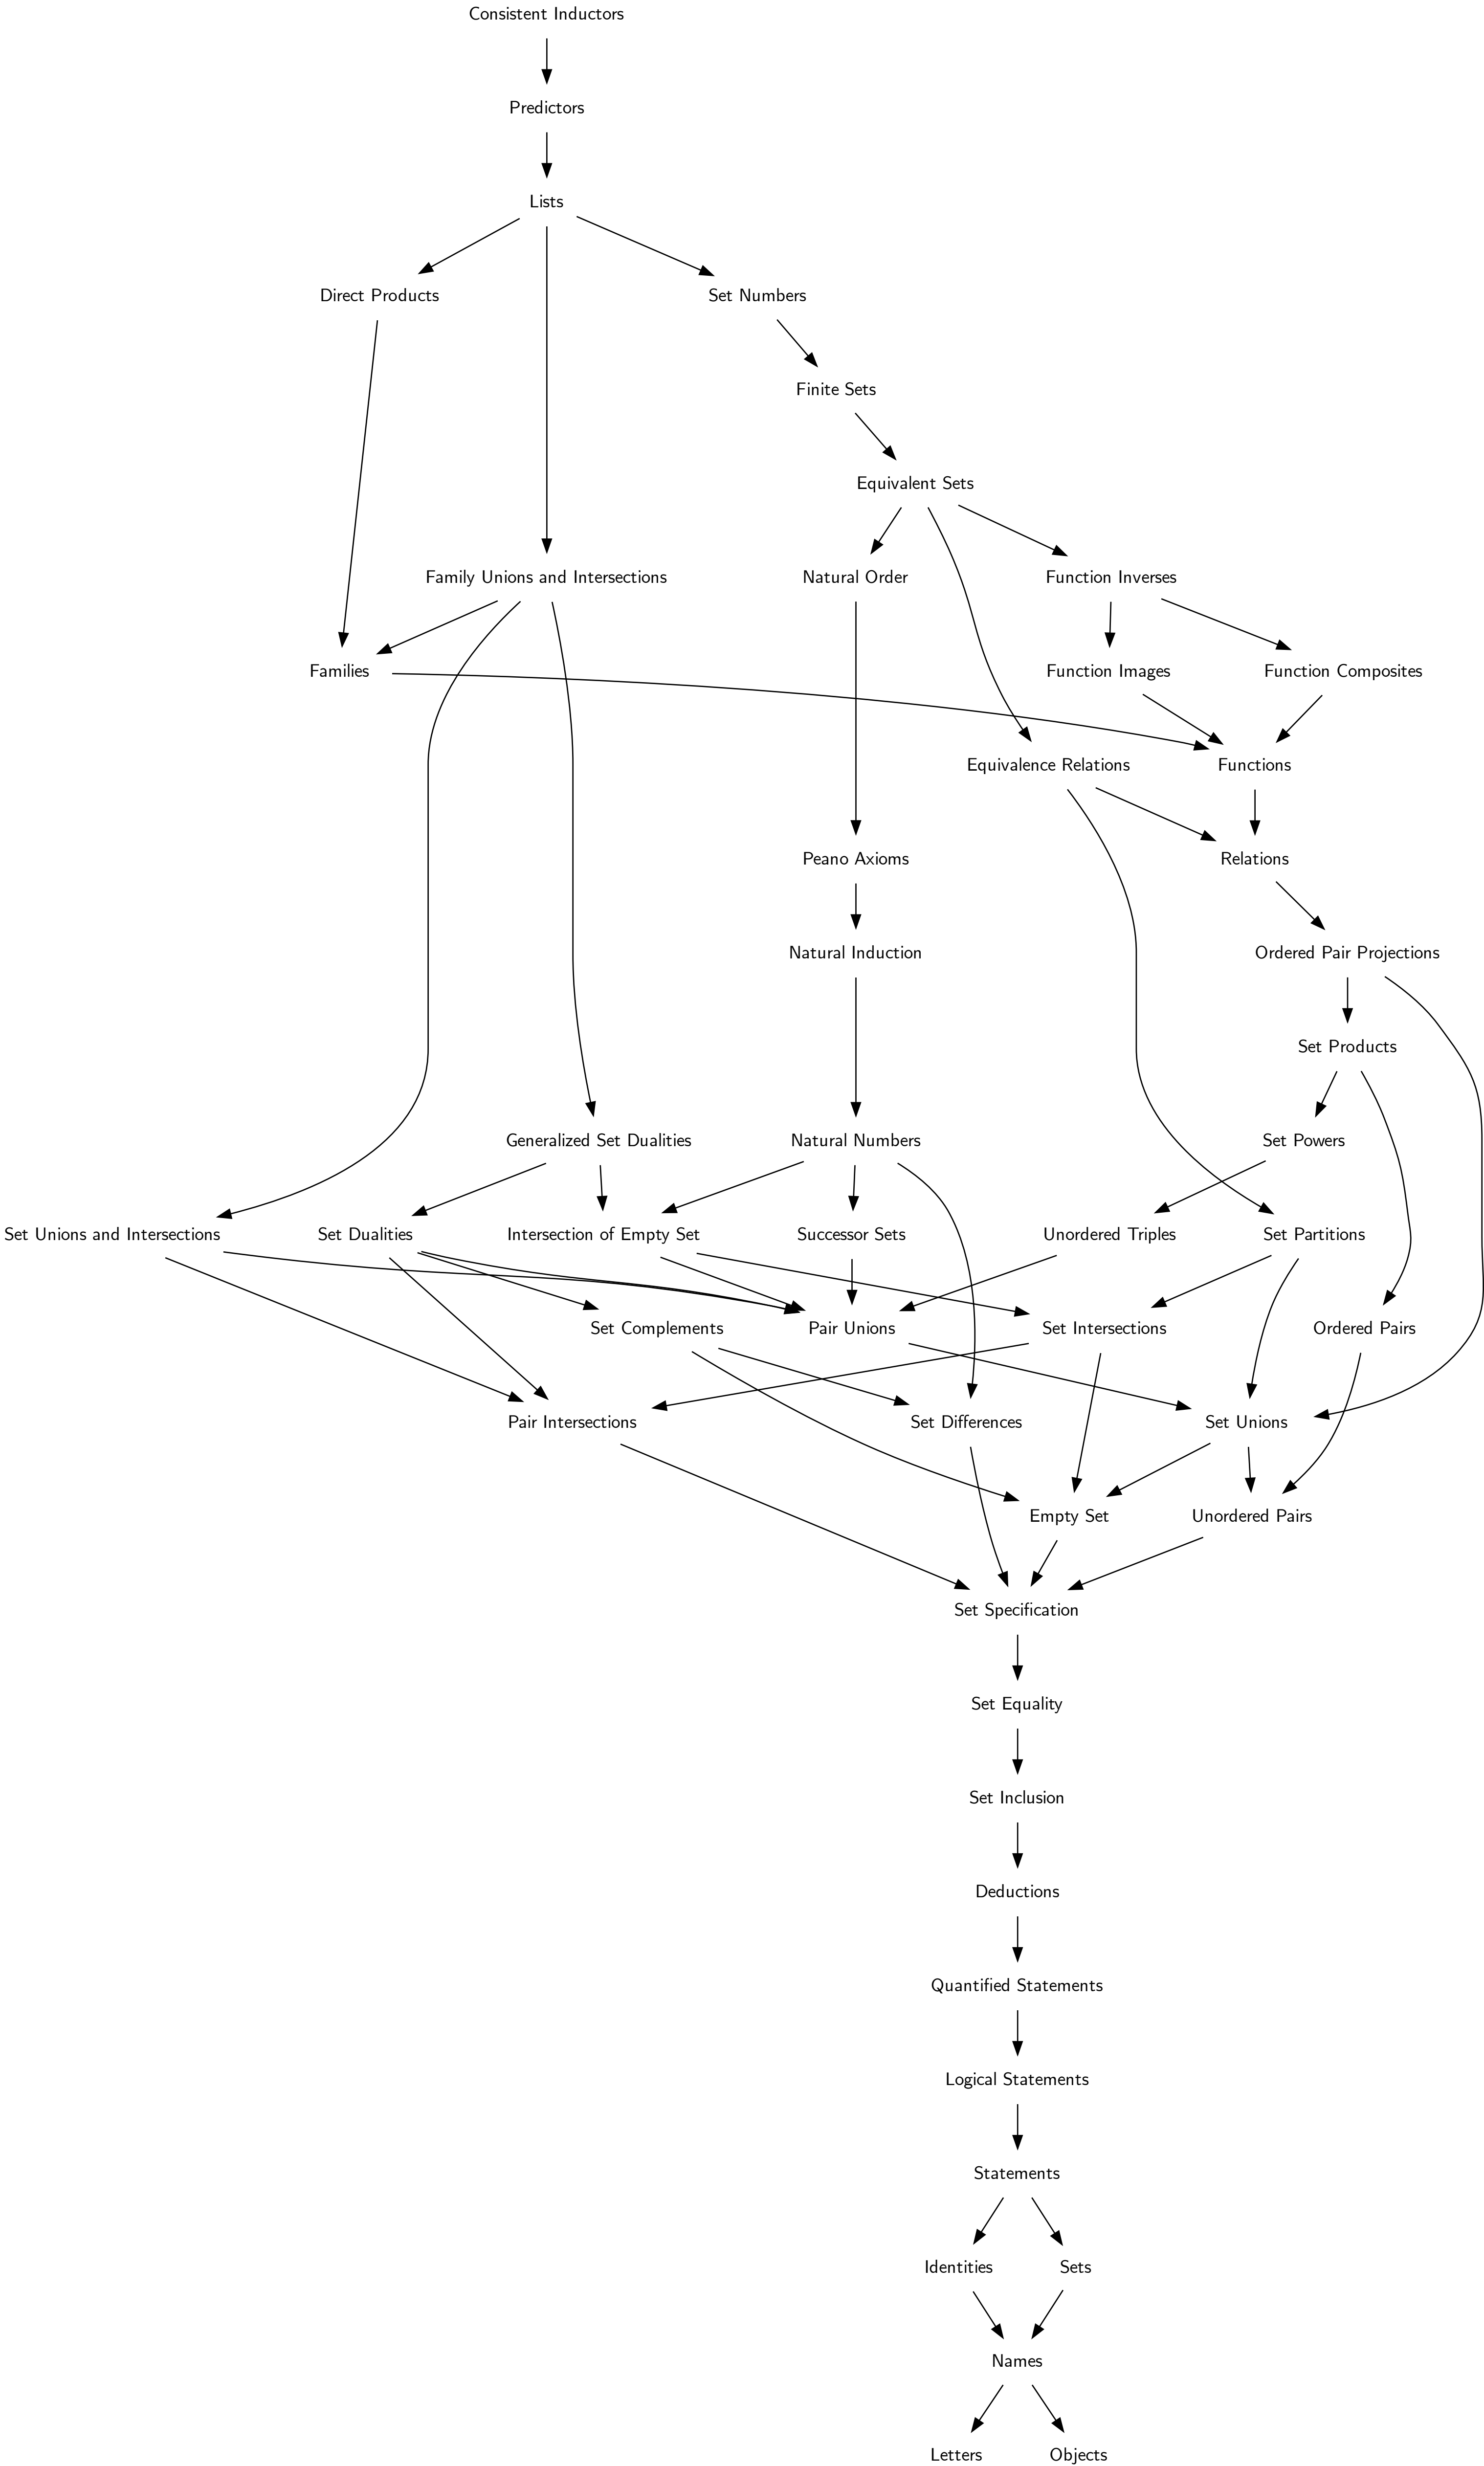 Consistent Inductors
Predictors
Lists
Direct Products
Set Numbers
Finite Sets
Equivalent Sets
Family Unions and Intersections
Natural Order
Function Inverses
Families
Function Images
Function Composites
Equivalence Relations
Functions
Peano Axioms
Relations
Natural Induction
Ordered Pair Projections
Set Products
Generalized Set Dualities
Natural Numbers
Set Powers
Set Unions and Intersections
Set Dualities
Intersection of Empty Set
Successor Sets
Unordered Triples
Set Partitions
Set Complements
Pair Unions
Set Intersections
Ordered Pairs
Pair Intersections
Set Differences
Set Unions
Empty Set
Unordered Pairs
Set Specification
Set Equality
Set Inclusion
Deductions
Quantified Statements
Logical Statements
Statements
Identities
Sets
Names
Letters
Objects